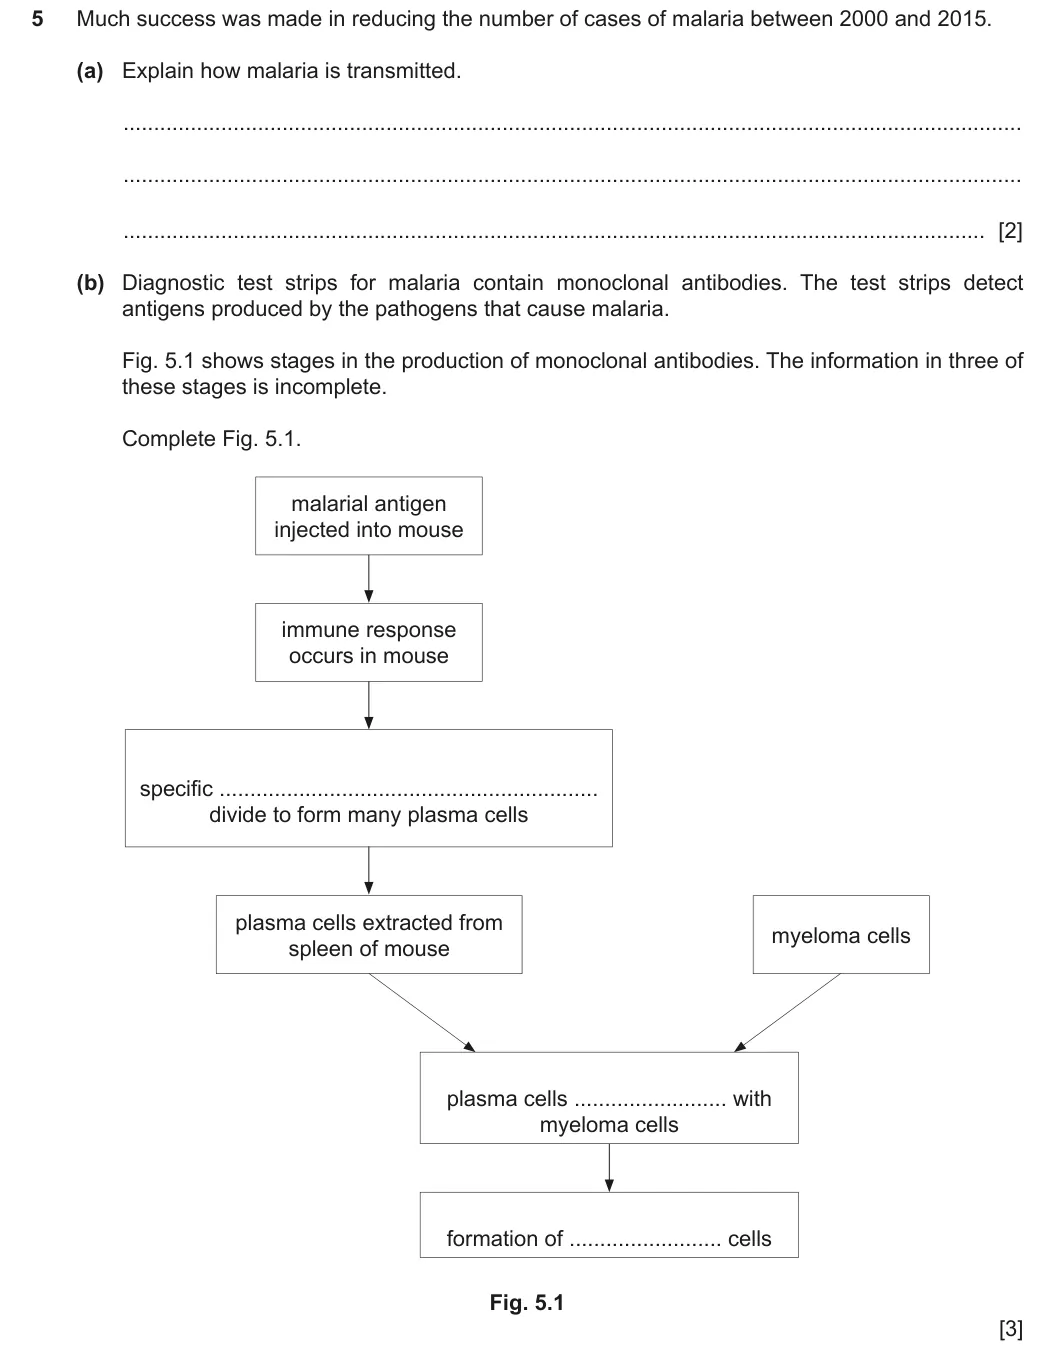 5 Much success was made in reducing the number of cases of malaria between 2000 and 2015.
(a) Explain how malaria is transmitted.
....................................................................................................................................................
....................................................................................................................................................
.............................................................................................................................................. [2]
(b) Diagnostic test strips for malaria contain monoclonal antibodies. The test strips detect
antigens produced by the pathogens that cause malaria.
Fig. 5.1 shows stages in the production of monoclonal antibodies. The information in three of
these stages is incomplete.
Complete Fig. 5.1.
malarial antigen
injected into mouse
immune response
occurs in mouse
specific ..............................................................
divide to form many plasma cells
plasma cells extracted from
spleen of mouse
myeloma cells
plasma cells ......................... with
myeloma cells
formation of ......................... cells
Fig. 5.1
[3]